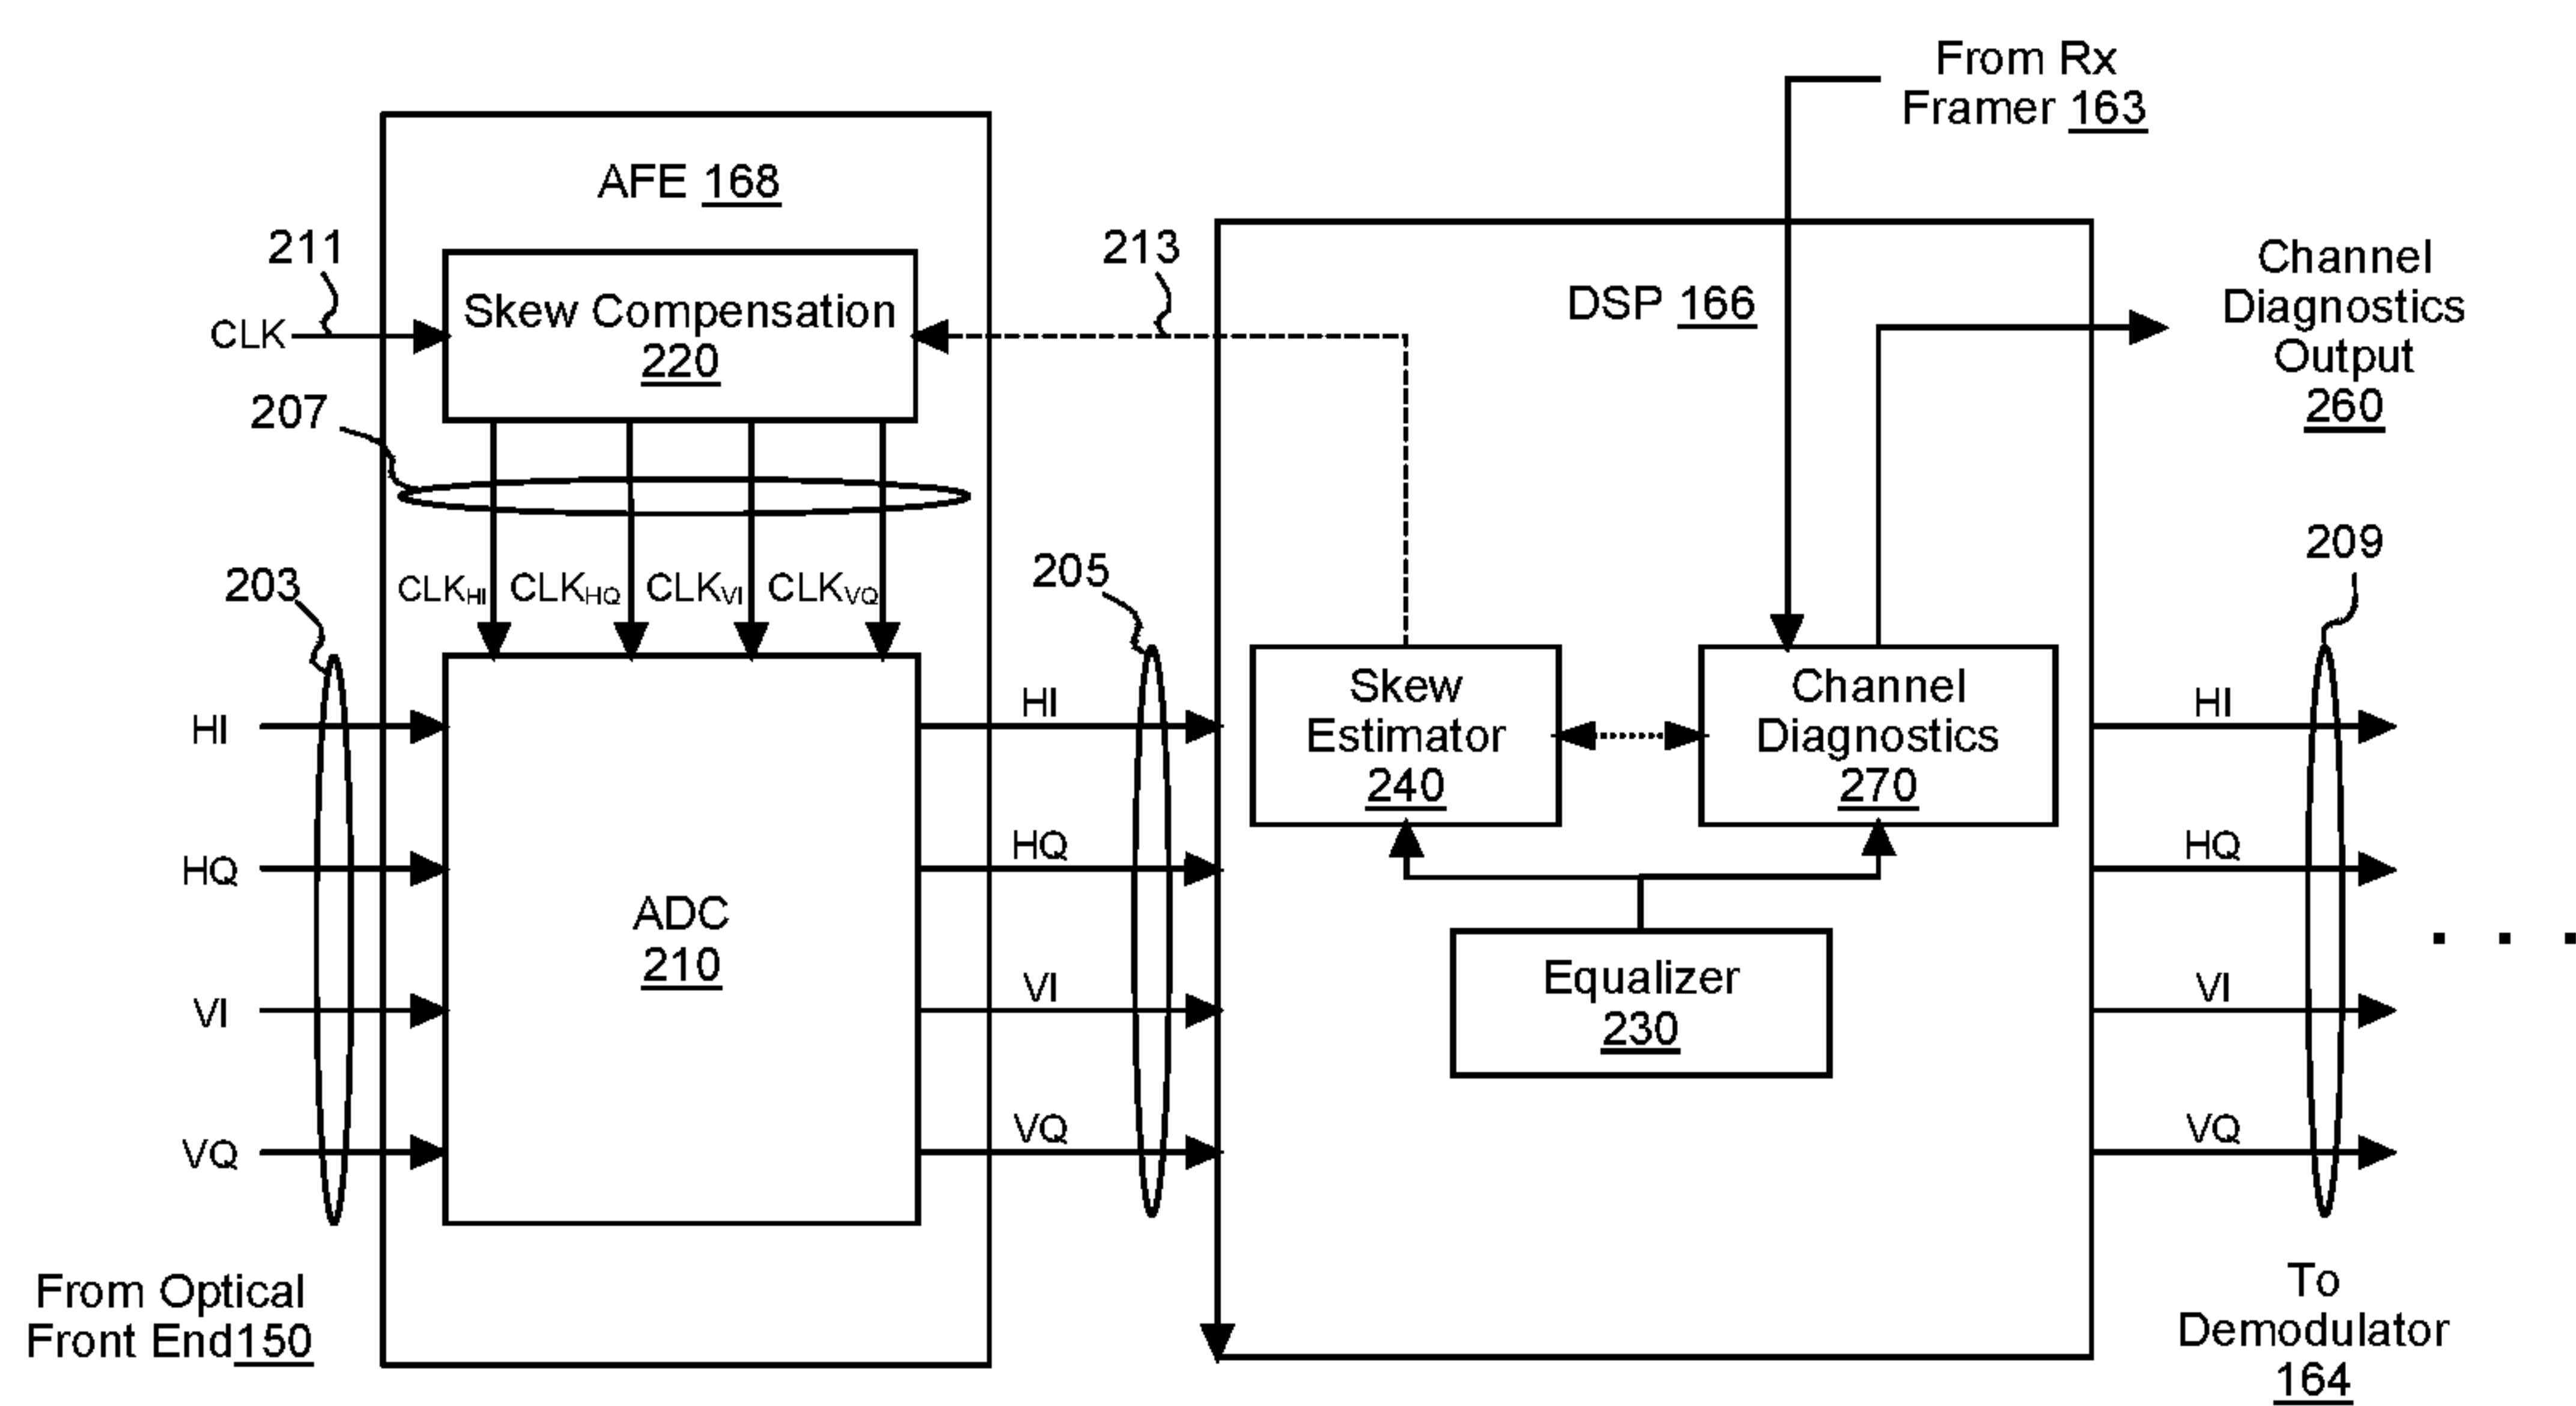 From Rx
Framer 163
AFE 168
211
CLK
Skew Compensation
220
213
DSP 166
Channel
Diagnostics
Output
260
207
CLKHI CLKHQ CLKVI CLKVQ
203
205
209
HI
HQ
VI
VQ
ADC
210
HI
HQ
VI
VQ
Skew
Estimator
240
Channel
Diagnostics
270
Equalizer
230
HI
HQ
VI
VQ
. . .
From Optical
Front End150
To
Demodulator
164